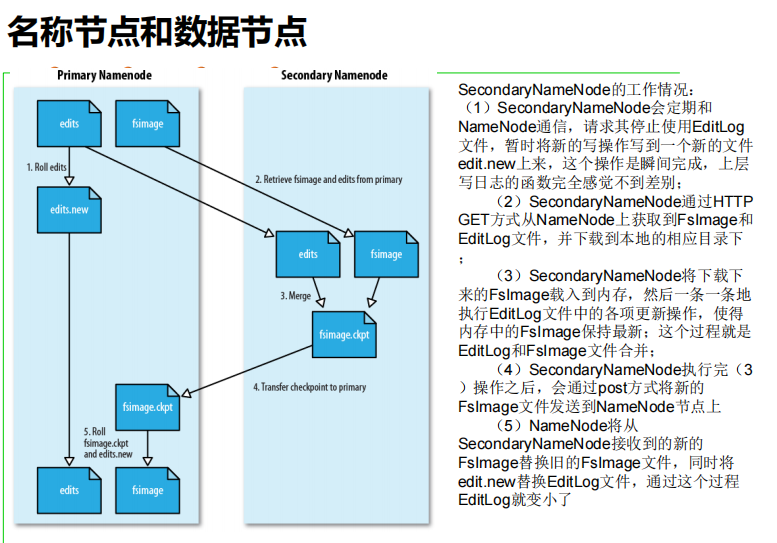 名称节点和数据节点
Primary Namenode
Secondary Namenode
edits
fsimage
1. Roll edits
2. Retrieve fsimage and edits from primary
edits.new
edits
fsimage
3. Merge
fsimage.ckpt
4. Transfer checkpoint to primary
fsimage.ckpt
5. Roll
fsimage.ckpt
and edits.new
edits
fsimage
SecondaryNameNode的工作情况：
（1）SecondaryNameNode会定期和
NameNode通信，请求其停止使用EditLog
文件，暂时将新的写操作写到一个新的文件
edit.new上来，这个操作是瞬间完成，上层
写日志的函数完全感觉不到差别；
（2）SecondaryNameNode通过HTTP
GET方式从NameNode上获取到FsImage和
EditLog文件，并下载到本地的相应目录下
；
（3）SecondaryNameNode将下载下
来的FsImage载入到内存，然后一条一条地
执行EditLog文件中的各项更新操作，使得
内存中的FsImage保持最新；这个过程就是
EditLog和FsImage文件合并；
（4）SecondaryNameNode执行完（3
）操作之后，会通过post方式将新的
FsImage文件发送到NameNode节点上
（5）NameNode将从
SecondaryNameNode接收到的新的
FsImage替换旧的FsImage文件，同时将
edit.new替换EditLog文件，通过这个过程
EditLog就变小了